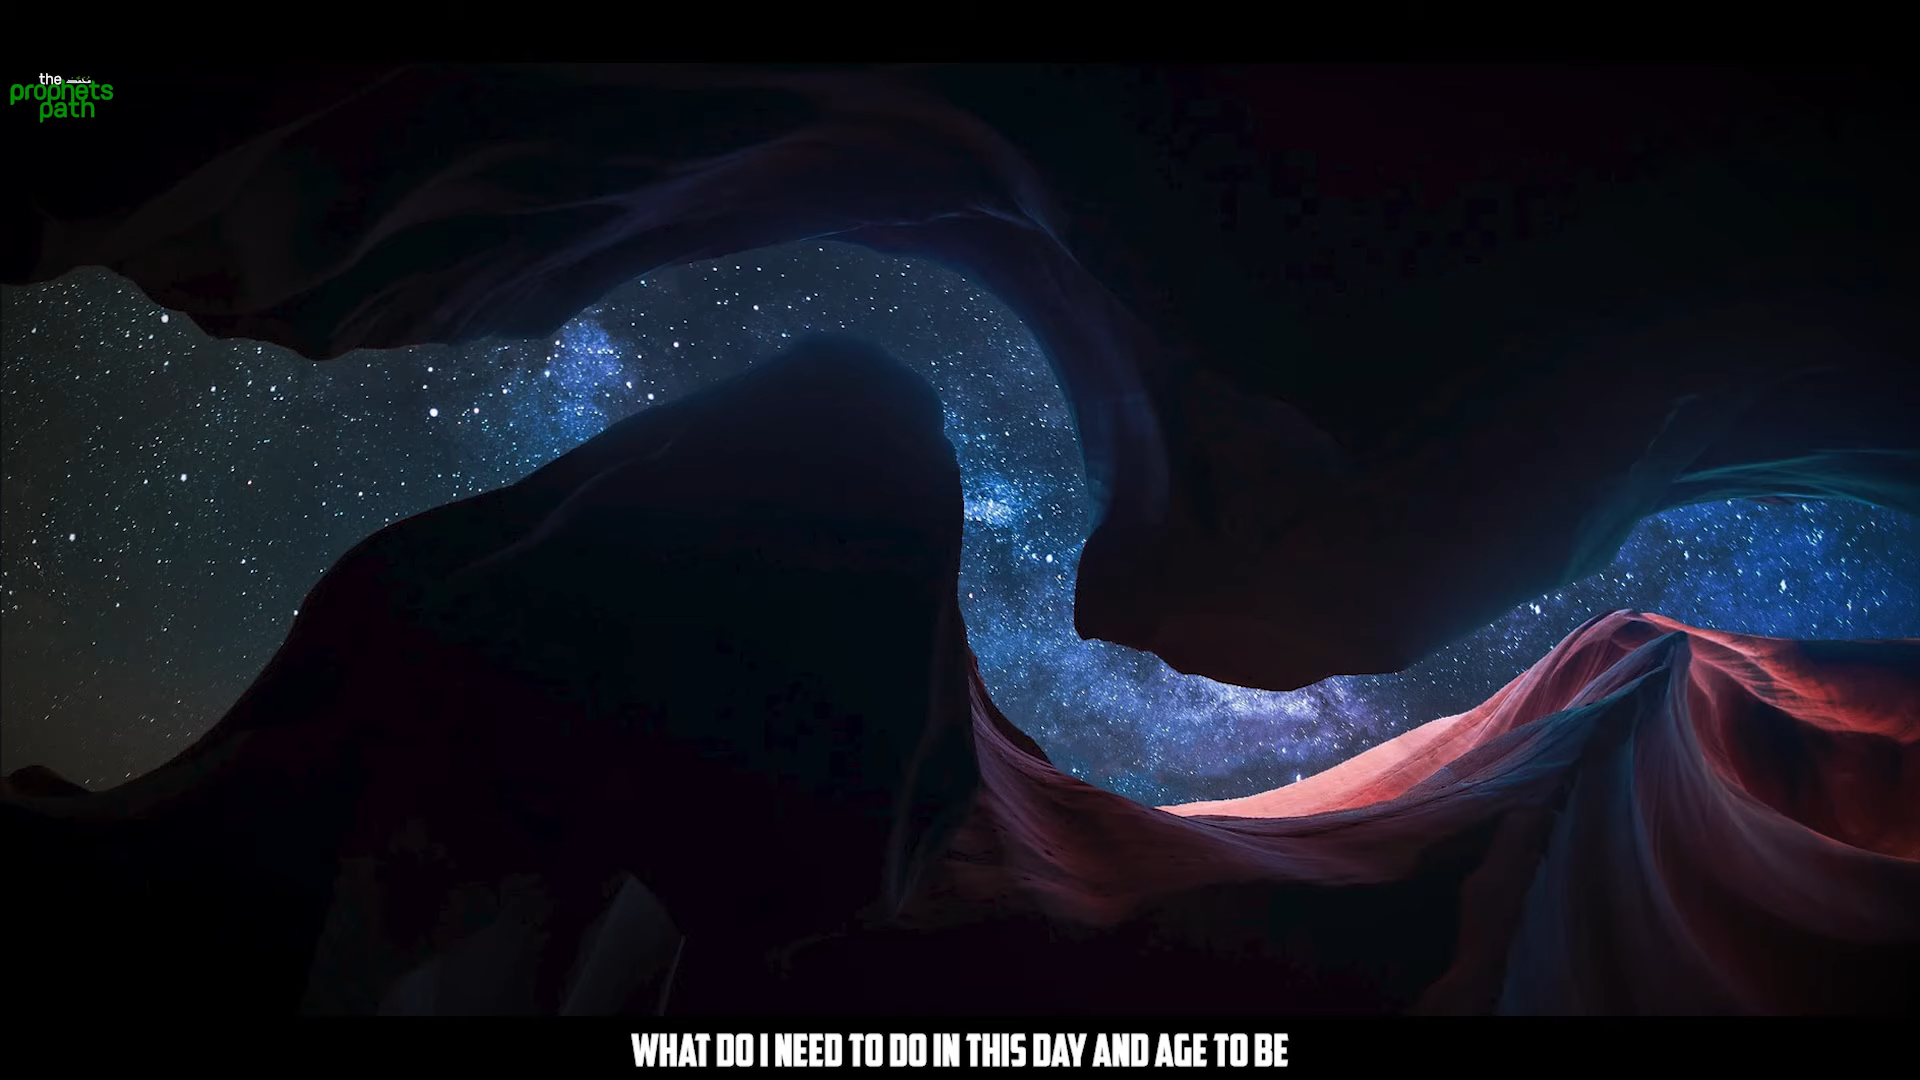 the
prophets
path
WHAT DO I NEED TO DO IN THIS DAY AND AGE TO BE